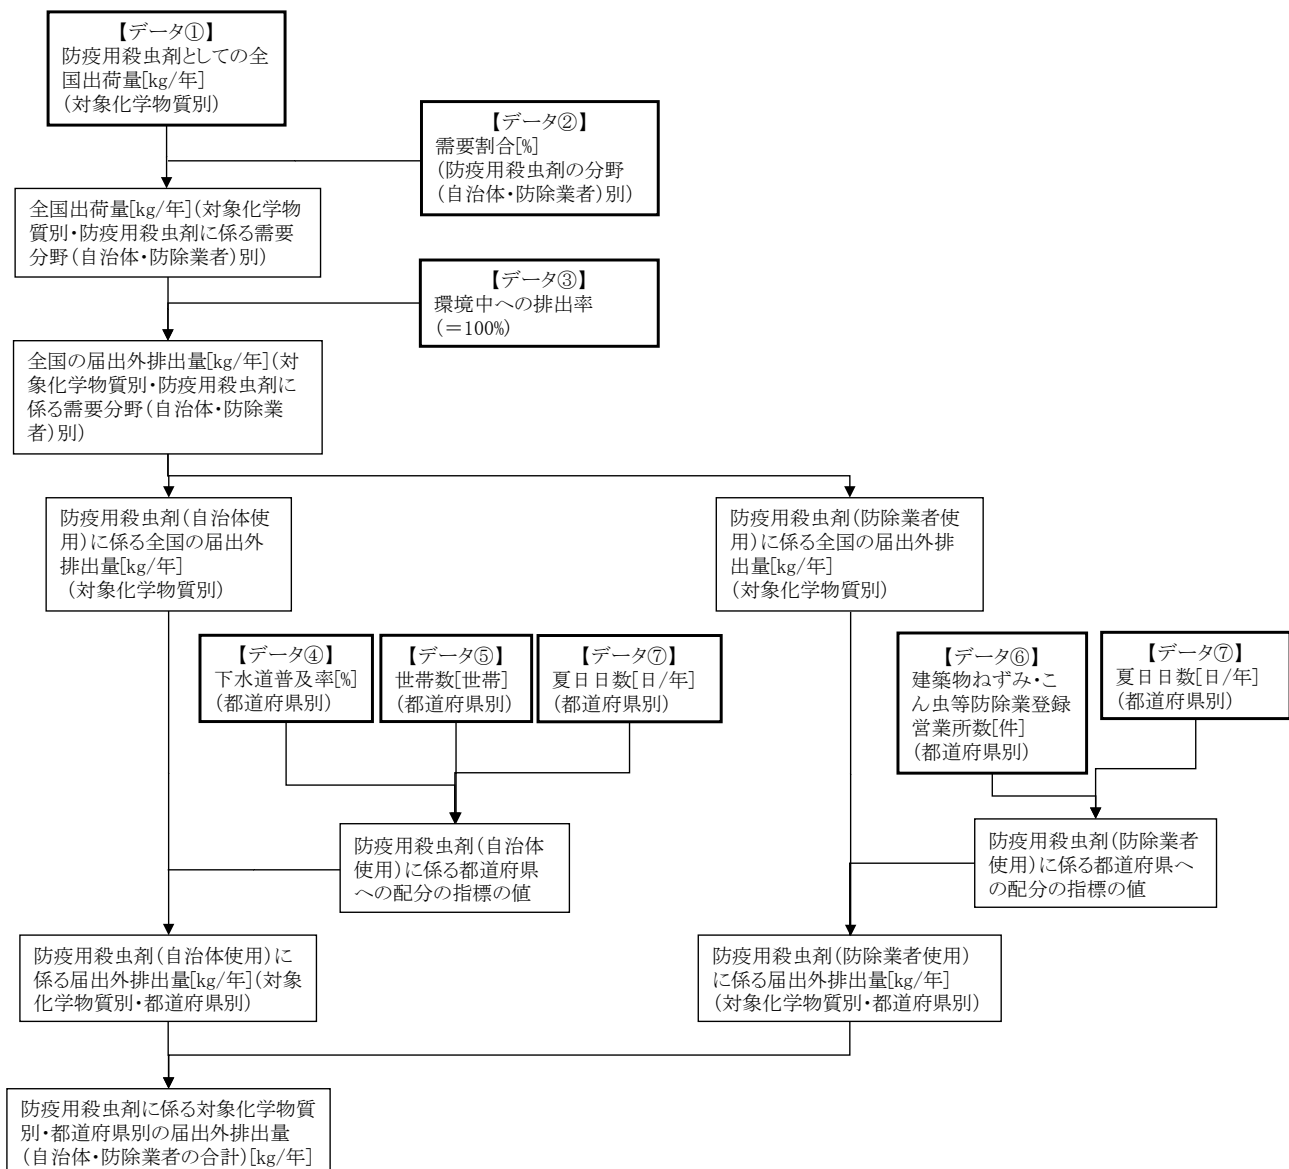 【データ①】
防疫用殺虫剤としての全
国出荷量[kg/年]
(対象化学物質別)
【データ②】
需要割合[%]
(防疫用殺虫剤の分野
(自治体・防除業者)別)
全国出荷量[kg/年](対象化学物
質別・防疫用殺虫剤に係る需要
分野(自治体・防除業者)別)
【データ③】
環境中への排出率
(＝100%)
全国の届出外排出量[kg/年](対
象化学物質別・防疫用殺虫剤に
係る需要分野(自治体・防除業
者)別)
防疫用殺虫剤(自治体使
用)に係る全国の届出外
排出量[kg/年]
(対象化学物質別)
防疫用殺虫剤(防除業者使
用)に係る全国の届出外排
出量[kg/年]
(対象化学物質別)
【データ④】
下水道普及率[%]
(都道府県別)
【データ⑤】
世帯数[世帯]
(都道府県別)
【データ⑦】
夏日日数[日/年]
(都道府県別)
【データ⑥】
建築物ねずみ・こ
ん虫等防除業登録
営業所数[件]
(都道府県別)
【データ⑦】
夏日日数[日/年]
(都道府県別)
防疫用殺虫剤(自治体
使用)に係る都道府県
への配分の指標の値
防疫用殺虫剤(防除業者
使用)に係る都道府県へ
の配分の指標の値
防疫用殺虫剤(自治体使用)に
係る届出外排出量[kg/年](対象
化学物質別・都道府県別)
防疫用殺虫剤(防除業者使用)
に係る届出外排出量[kg/年]
(対象化学物質別・都道府県別)
防疫用殺虫剤に係る対象化学物質
別・都道府県別の届出外排出量
(自治体・防除業者の合計)[kg/年]